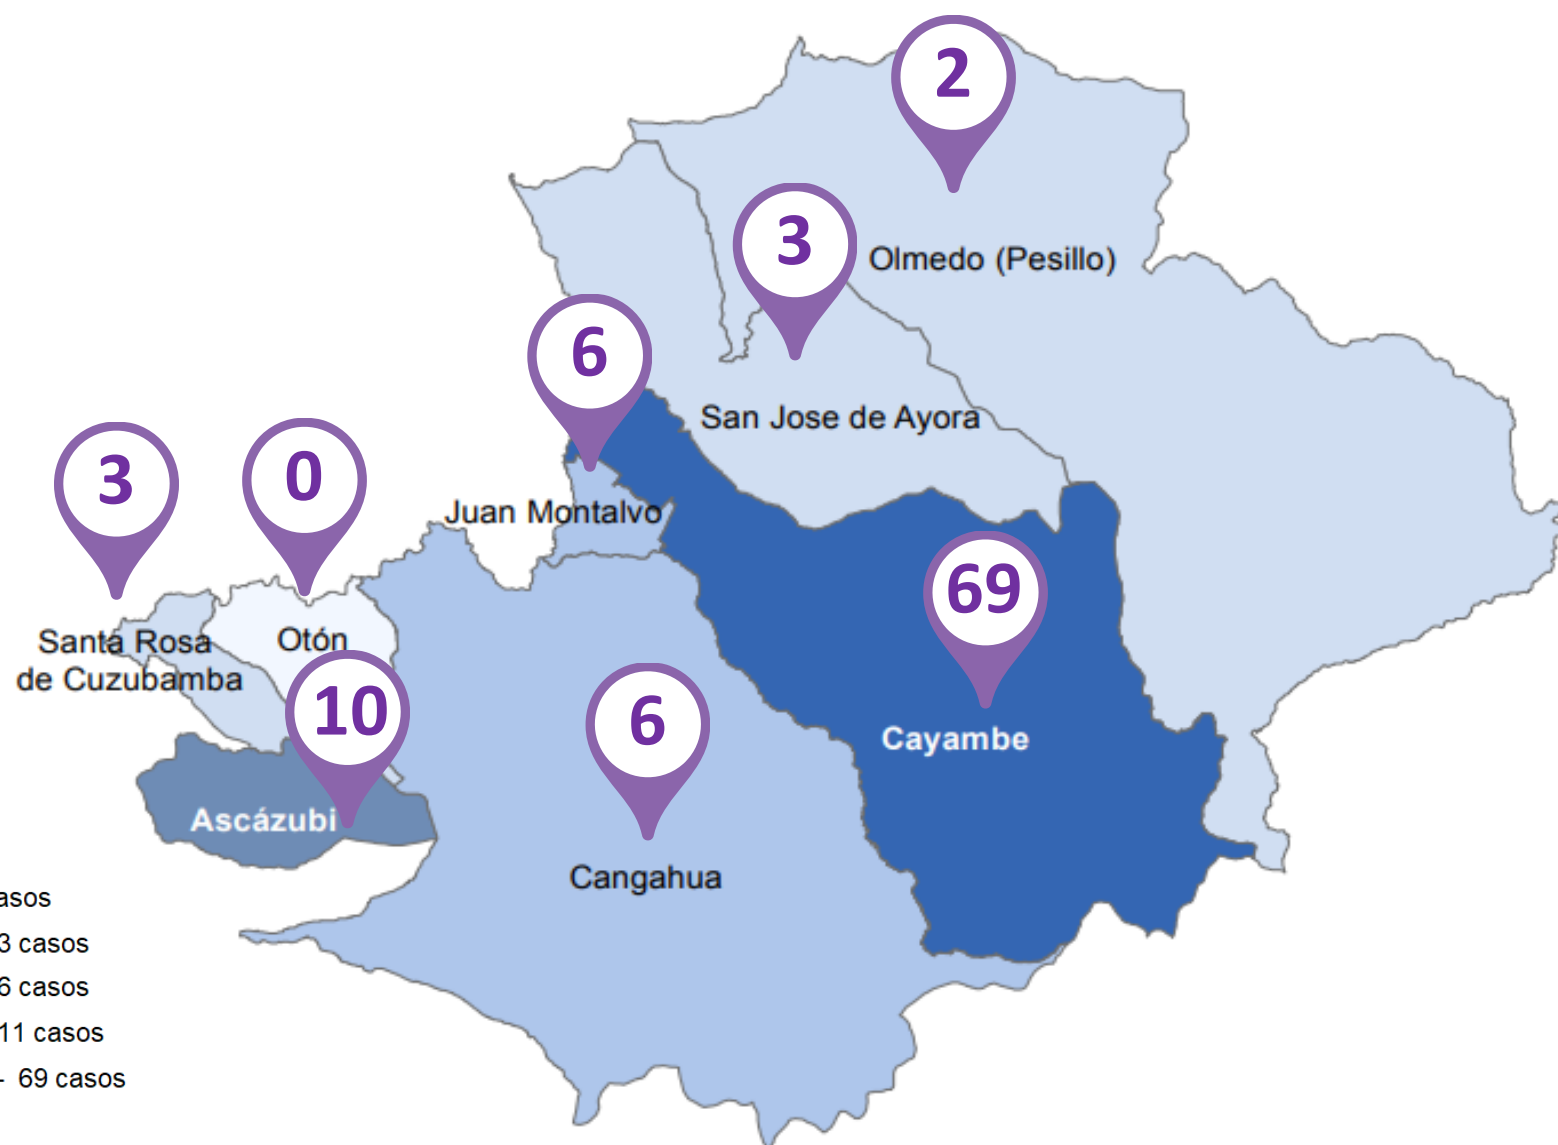 2
3
Olmedo (Pesillo)
6
San Jose de Ayora
3
0
Juan Montalvo
69
Santa Rosa
de Cuzubamba
Otón
10
6
Cayambe
Ascázubi
Cangahua
3 casos
6 casos
11 casos
- 69 casos